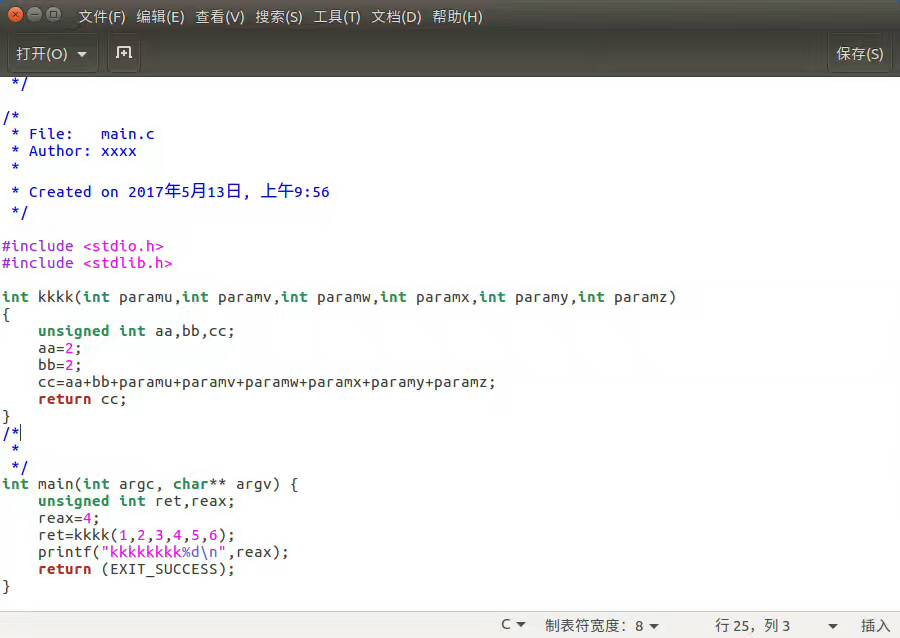 文件(F) 编辑(E) 查看(V) 搜索(S) 工具(T) 文档(D) 帮助(H)
打开(O) 保存(S)
*/
/*
* File:   main.c
* Author: xxxx
*
* Created on 2017年5月13日, 上午9:56
*/
#include <stdio.h>
#include <stdlib.h>
int kkkk(int paramu,int paramv,int paramw,int paramx,int paramy,int paramz)
{
    unsigned int aa,bb,cc;
    aa=2;
    bb=2;
    cc=aa+bb+paramu+paramv+paramw+paramx+paramy+paramz;
    return cc;
}
/*
*
*/
int main(int argc, char** argv) {
    unsigned int ret,reax;
    reax=4;
    ret=kkkk(1,2,3,4,5,6);
    printf("kkkkkkkk%d\n",reax);
    return (EXIT_SUCCESS);
}
C 制表符宽度: 8 行 25, 列 3 插入